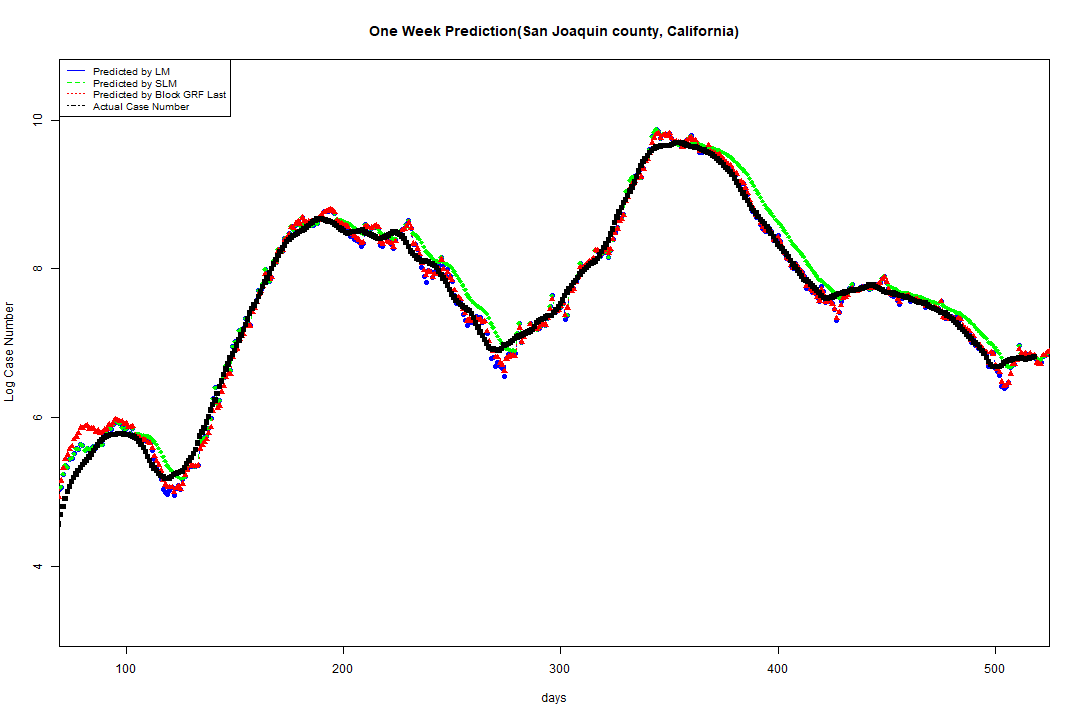 One Week Prediction(San Joaquin county, California)
Predicted by LM
Predicted by SLM
Predicted by Block GRF Last
Actual Case Number
10
8
6
4
Log Case Number
100 200 300 400 500
days